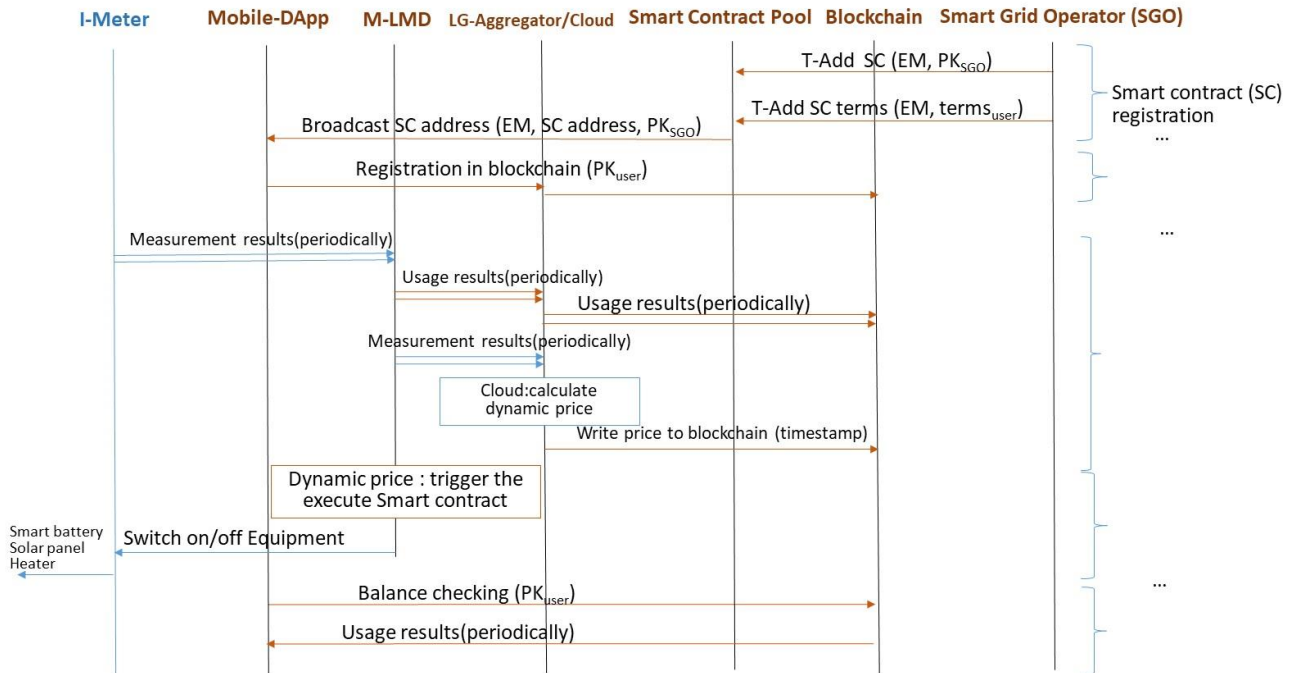 I-Meter
Mobile-DApp
M-LMD
LG-Aggregator/Cloud
Smart Contract Pool
Blockchain
Smart Grid Operator (SGO)
T-Add SC (EM, PKSGO)
T-Add SC terms (EM, termsuser)
Smart contract (SC)
registration
...
Broadcast SC address (EM, SC address, PKSGO)
Registration in blockchain (PKuser)
...
Measurement results(periodically)
Usage results(periodically)
Usage results(periodically)
Measurement results(periodically)
Cloud:calculate
dynamic price
Write price to blockchain (timestamp)
Dynamic price : trigger the
execute Smart contract
Smart battery
Solar panel
Heater
Switch on/off Equipment
...
Balance checking (PKuser)
Usage results(periodically)